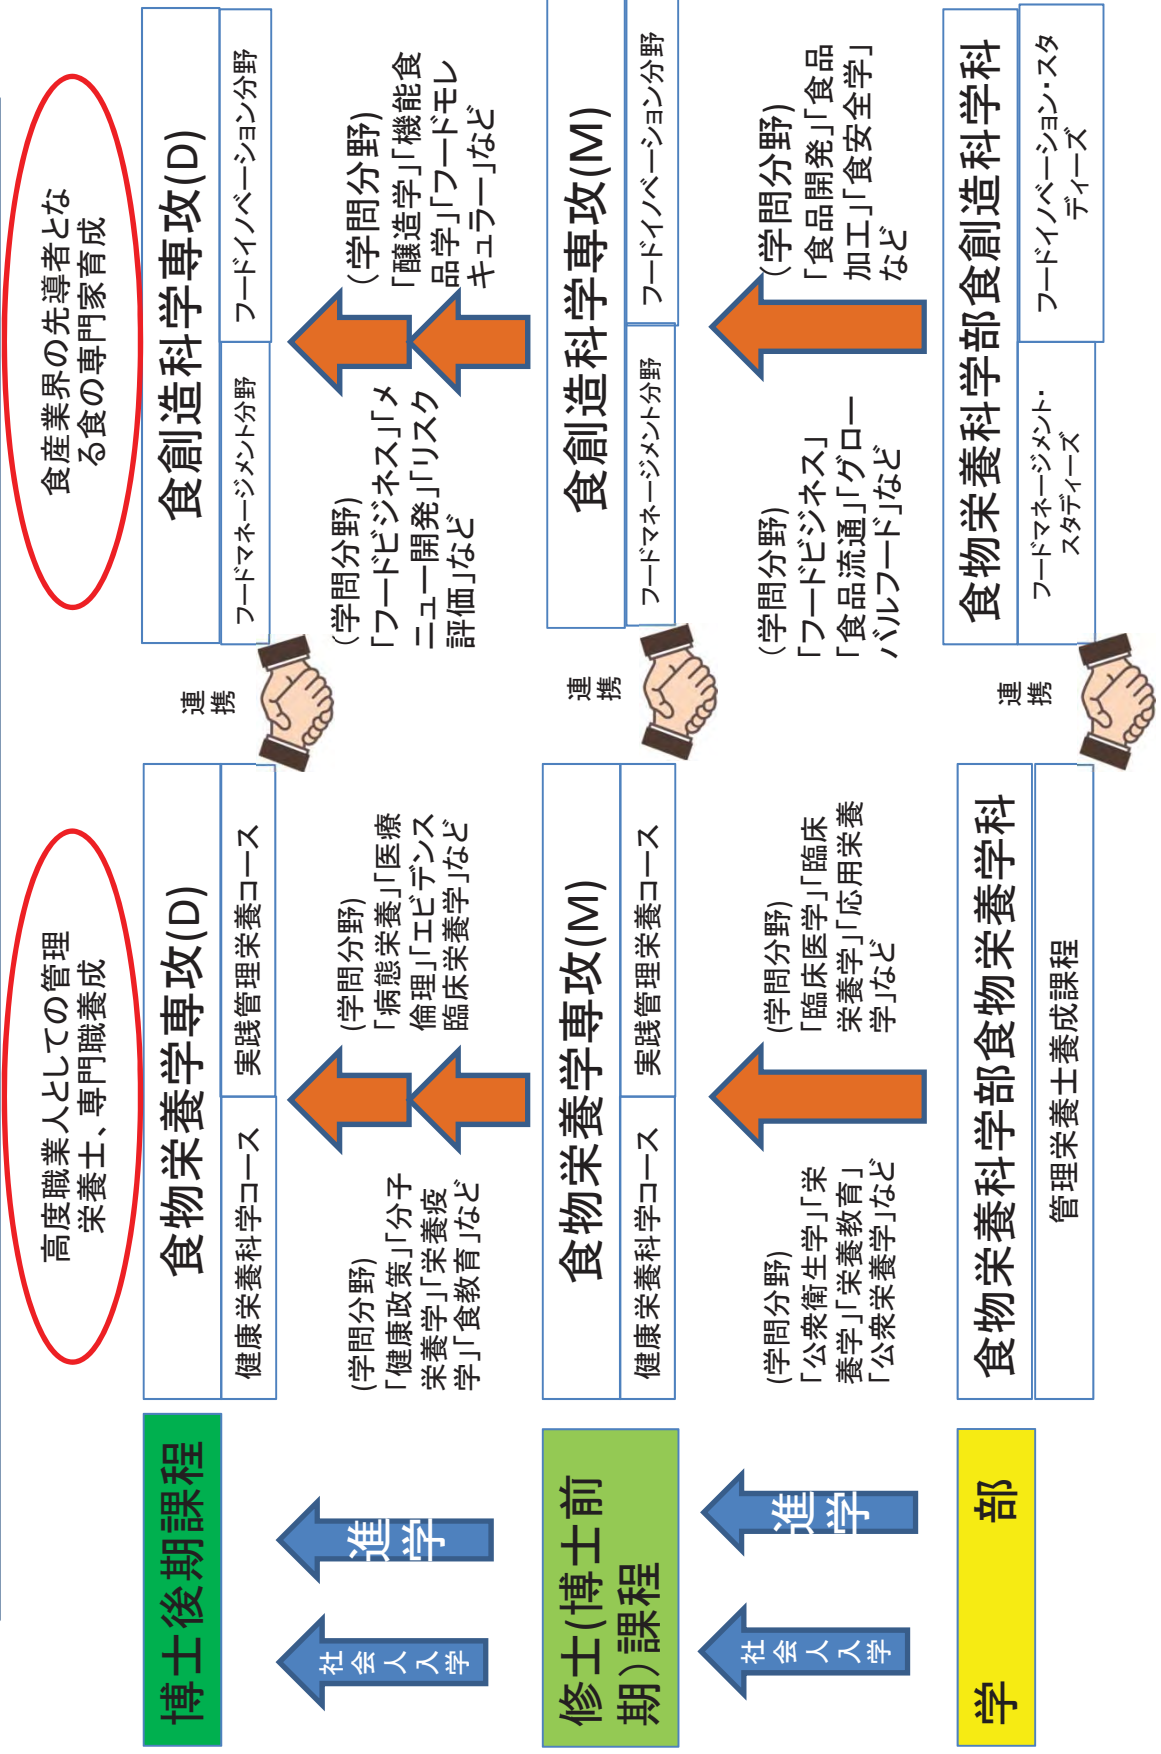 高度職業人としての管理
栄養士、専門職養成
食産業界の先導者とな
る食の専門家育成
博士後期課程
食物栄養学専攻(D)
健康栄養科学コース
実践管理栄養コース
連
携
食創造科学専攻(D)
フードマネージメント分野
フードイノベーション分野
社会人入学
進学
(学問分野)
「健康政策」「分子
栄養学」「栄養疫
学」「食教育」など
(学問分野)
「病態栄養」「医療
倫理」「エビデンス
臨床栄養学」など
(学問分野)
「フードビジネス」「メ
ニュー開発」「リスク
評価」など
(学問分野)
「醸造学」「機能食
品学」「フードモレ
キュラー」など
修士(博士前
期)課程
食物栄養学専攻(M)
健康栄養科学コース
実践管理栄養コース
連
携
食創造科学専攻(M)
フードマネージメント分野
フードイノベーション分野
社会人入学
進学
(学問分野)
「公衆衛生学」「栄
養学」「栄養教育」
「公衆栄養学」など
(学問分野)
「臨床医学」「臨床
栄養学」「応用栄養
学」など
(学問分野)
「フードビジネス」
「食品流通」「グロー
バルフード」など
(学問分野)
「食品開発」「食品
加工」「食安全学」
など
学 部
食物栄養科学部食物栄養学科
管理栄養士養成課程
連
携
食物栄養科学部食創造科学科
フードマネージメント・
スタディーズ
フードイノベーション・スタ
ディーズ